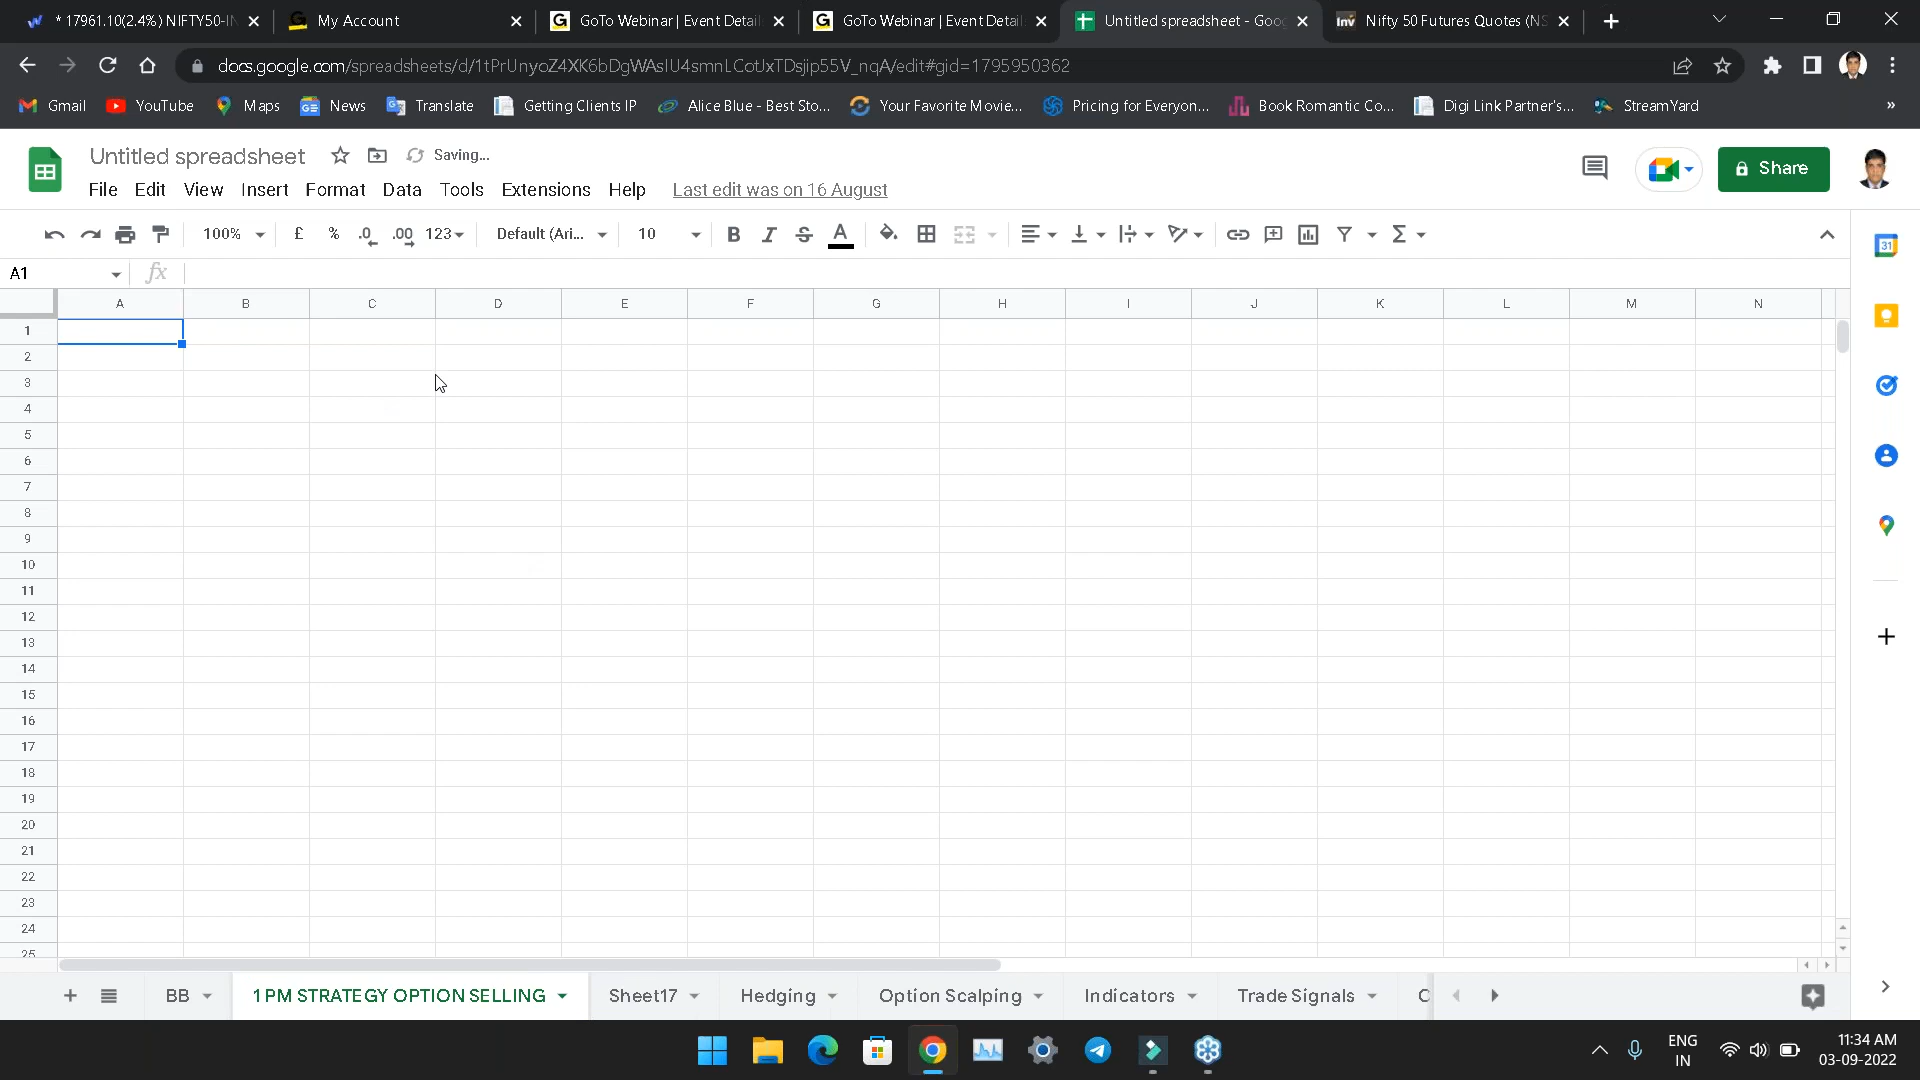 * 17961.10(2.4%) NIFTY50-IN
My Account
GoTo Webinar | Event Detail
GoTo Webinar | Event Detail
Untitled spreadsheet - Goog
Nifty 50 Futures Quotes (NS
docs.google.com/spreadsheets/d/1tPrUnyoZ4XK6bDgWAsIU4smnLCotJxTDsjip55V_nqA/edit#gid=1795950362
Gmail
YouTube
Maps
News
Translate
Getting Clients IP
Alice Blue - Best Sto...
Your Favorite Movie...
Pricing for Everyon...
Book Romantic Co...
Digi Link Partner's...
StreamYard
»
Untitled spreadsheet
Saving...
Share
File Edit View Insert Format Data Tools Extensions Help Last edit was on 16 August
100% £ % .0 .00 123 Default (Ari... 10 B I S A Σ
31
A1 fx
A B C D E F G H I J K L M N
1
2
3
4
5
6
7
8
9
10
11
12
13
14
15
16
17
18
19
20
21
22
23
24
25
+
BB
1 PM STRATEGY OPTION SELLING
Sheet17
Hedging
Option Scalping
Indicators
Trade Signals
ENG
IN
11:34 AM
03-09-2022